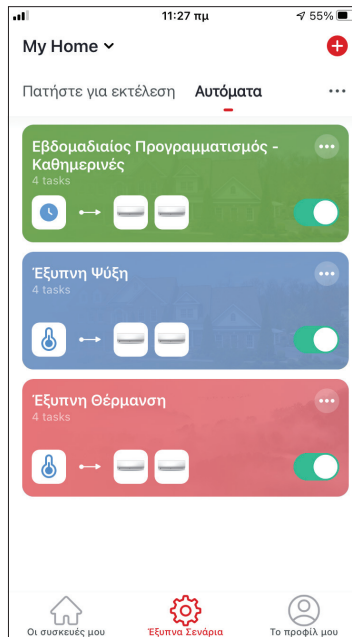 11:27 πμ
55%
My Home
Πατήστε για εκτέλεση Αυτόματα
Εβδομαδιαίος Προγραμματισμός -
Καθημερινές
4 tasks
Έξυπνη Ψύξη
4 tasks
Έξυπνη Θέρμανση
4 tasks
Οι συσκευές μου Έξυπνα Σενάρια Το προφίλ μου